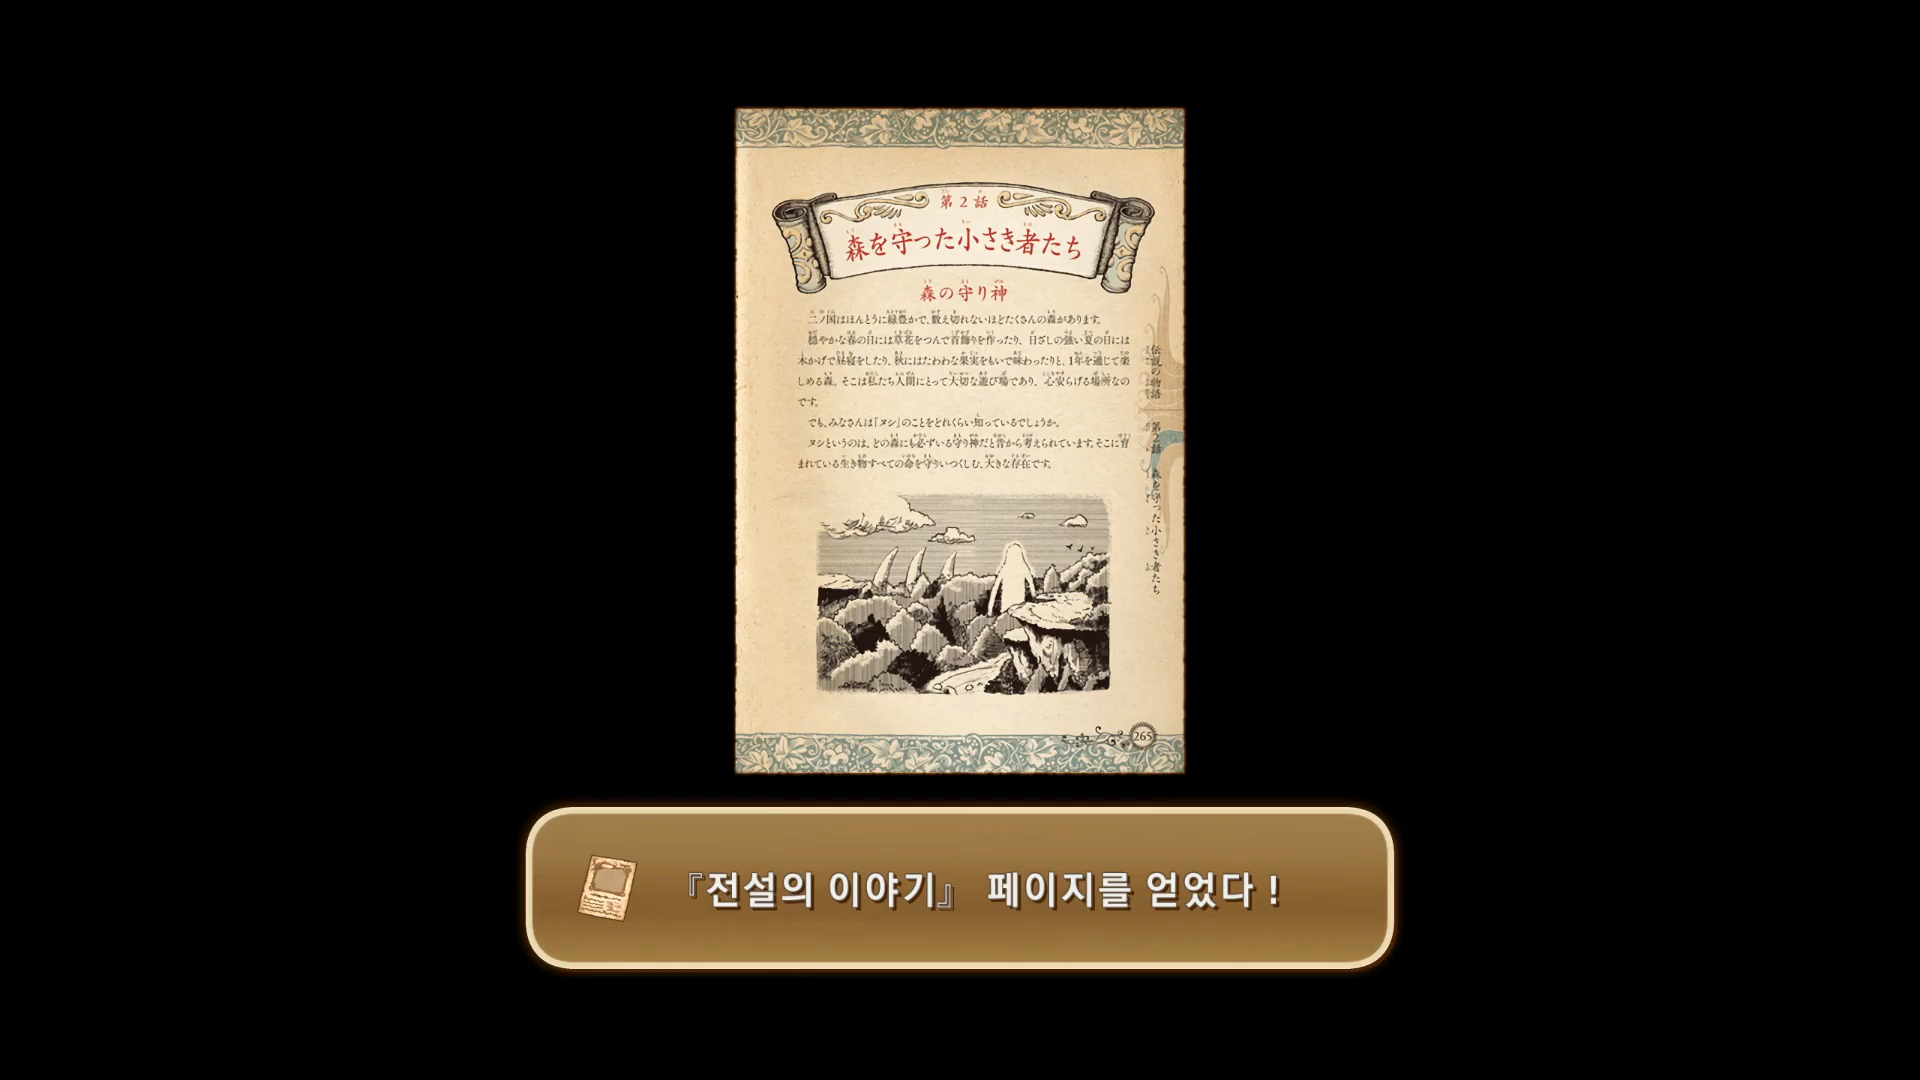 第2話
森を守った小さき者たち
森の守り神
二ノ国はほんとうに緑豊かで、数え切れないほどたくさんの森があります。
穏やかな春の日には草花をつんで首飾りを作ったり、日ざしの強い夏の日には
木かげで昼寝をしたり、秋にはたわわな果実をもいで味わったりと、1年を通じて楽
しめる森。そこは私たち人間にとって大切な遊び場であり、心安らげる場所なの
です。
でも、みなさんは「ヌシ」のことをどれくらい知っているでしょうか。
ヌシというのは、どの森にも必ずいる守り神だと昔から考えられています。そこに育
まれている生き物すべての命を守りいつくしむ、大きな存在です。
伝説の物語 第2話 森を守った小さき者たち
265
『전설의 이야기』 페이지를 얻었다!